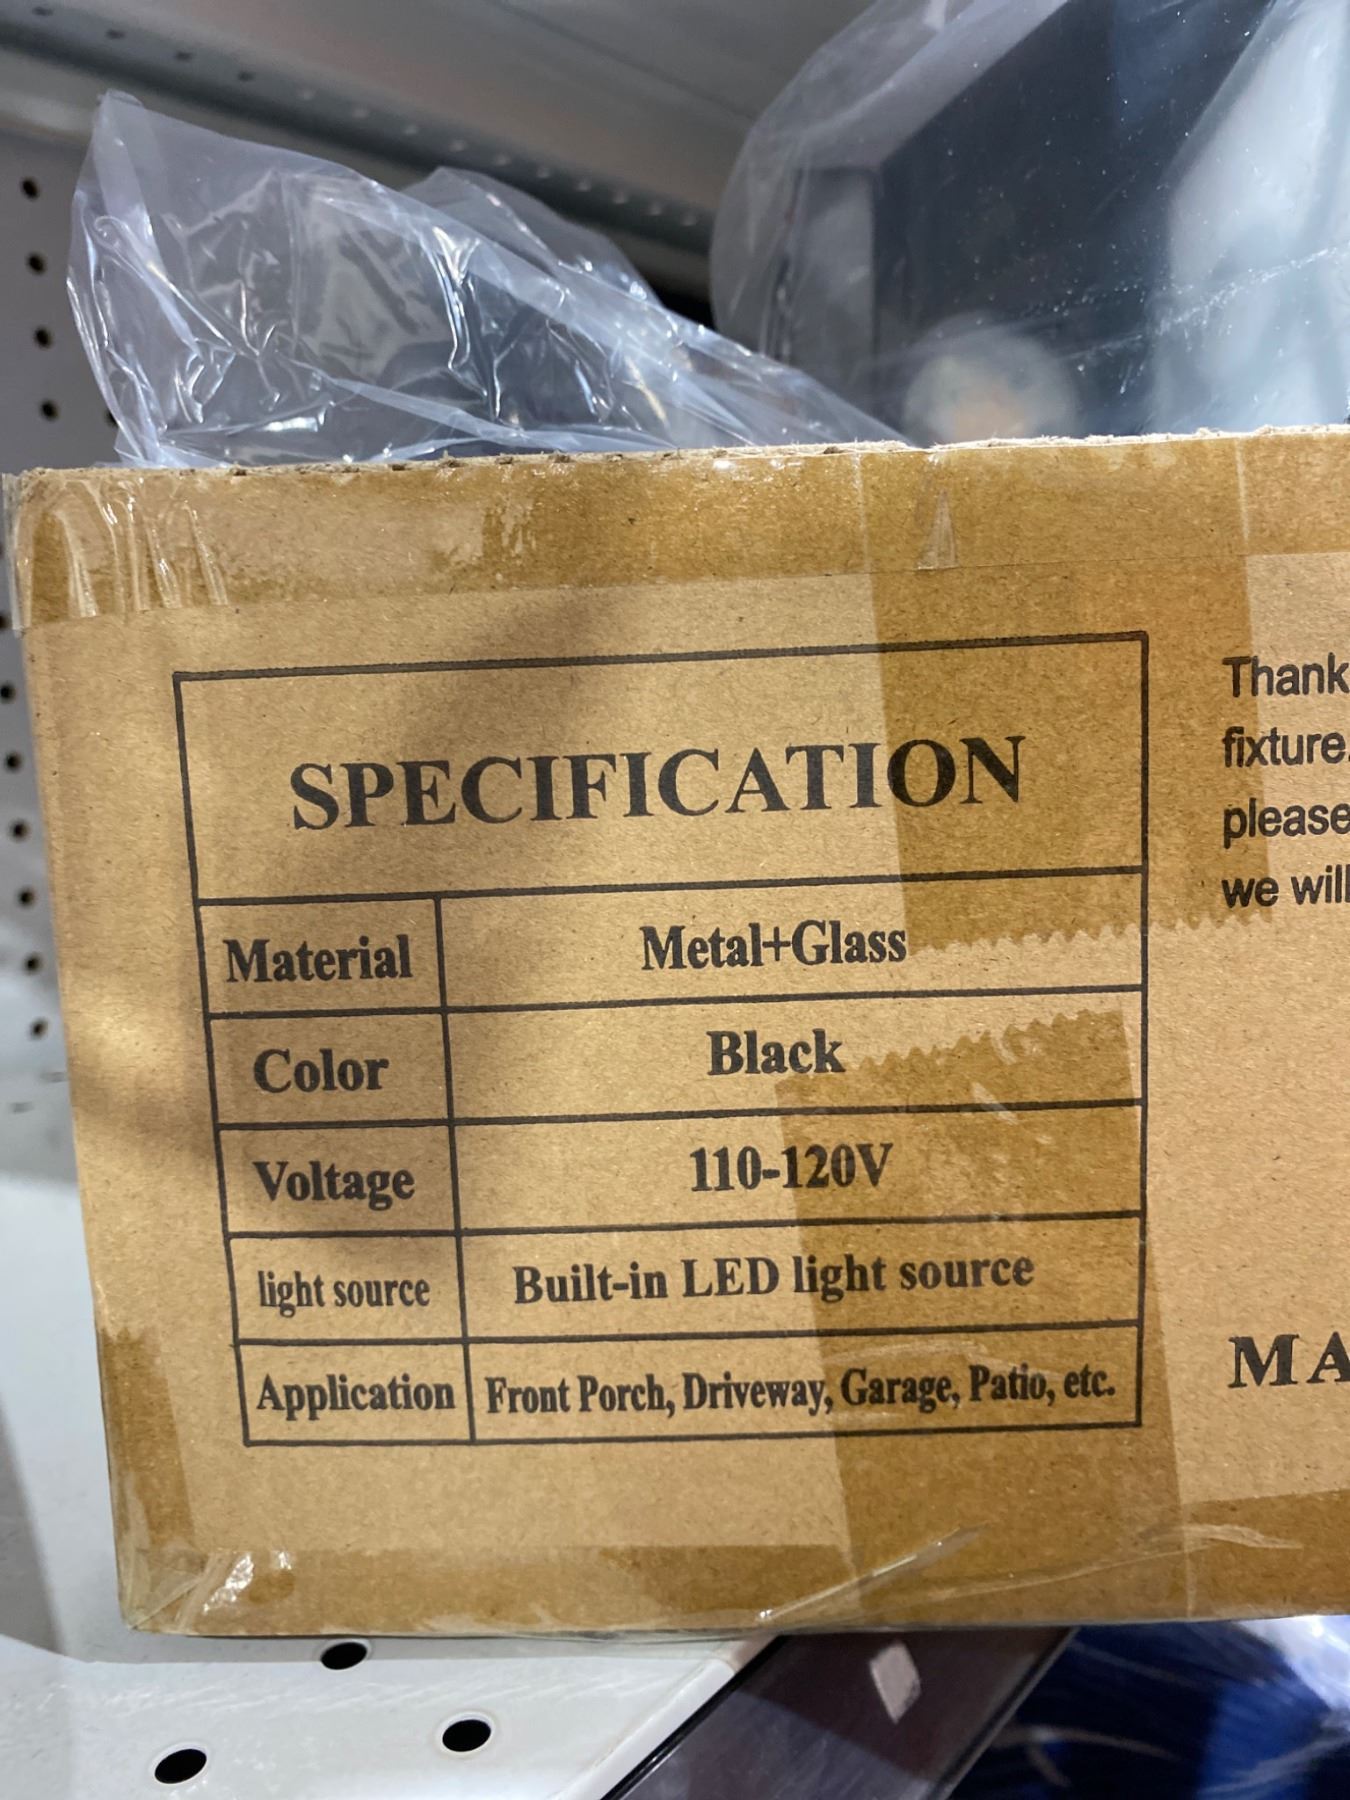 SPECIFICATION
Material Metal+Glass
Color Black
Voltage 110-120V
light source Built-in LED light source
Application Front Porch, Driveway, Garage, Patio, etc.
Thank
fixture.
please
we will
MA